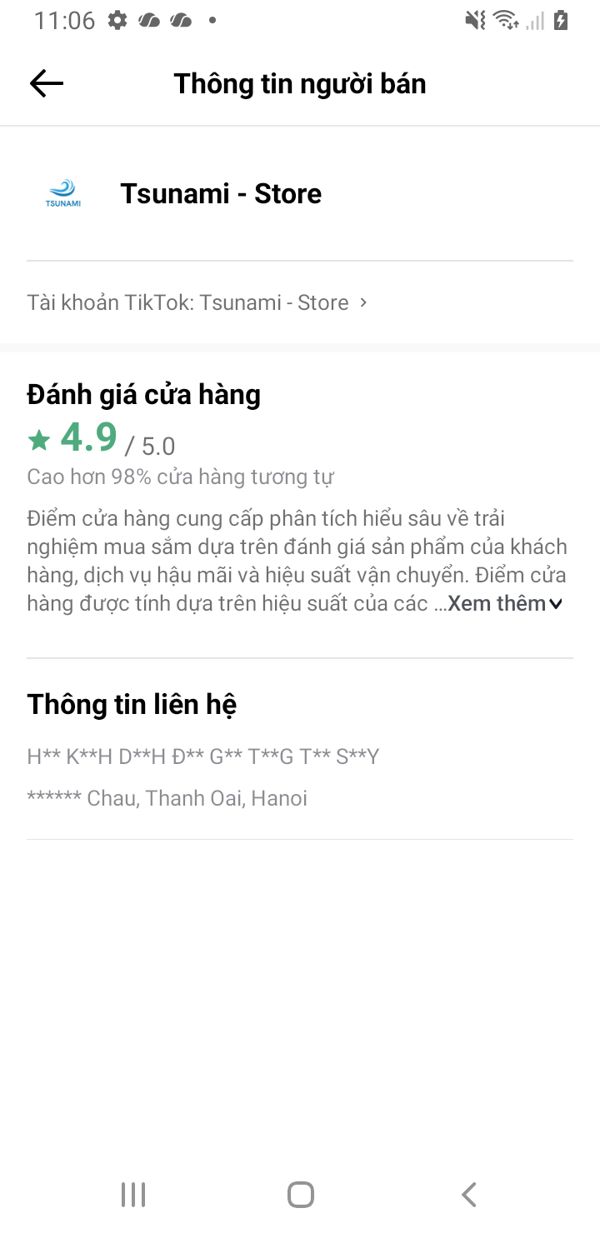 11:06
Thông tin người bán
TSUNAMI
Tsunami - Store
Tài khoản TikTok: Tsunami - Store >
Đánh giá cửa hàng
4.9 / 5.0
Cao hơn 98% cửa hàng tương tự
Điểm cửa hàng cung cấp phân tích hiểu sâu về trải
nghiệm mua sắm dựa trên đánh giá sản phẩm của khách
hàng, dịch vụ hậu mãi và hiệu suất vận chuyển. Điểm cửa
hàng được tính dựa trên hiệu suất của các ...Xem thêm
Thông tin liên hệ
H** K**H D**H Đ** G** T**G T** S**Y
****** Chau, Thanh Oai, Hanoi